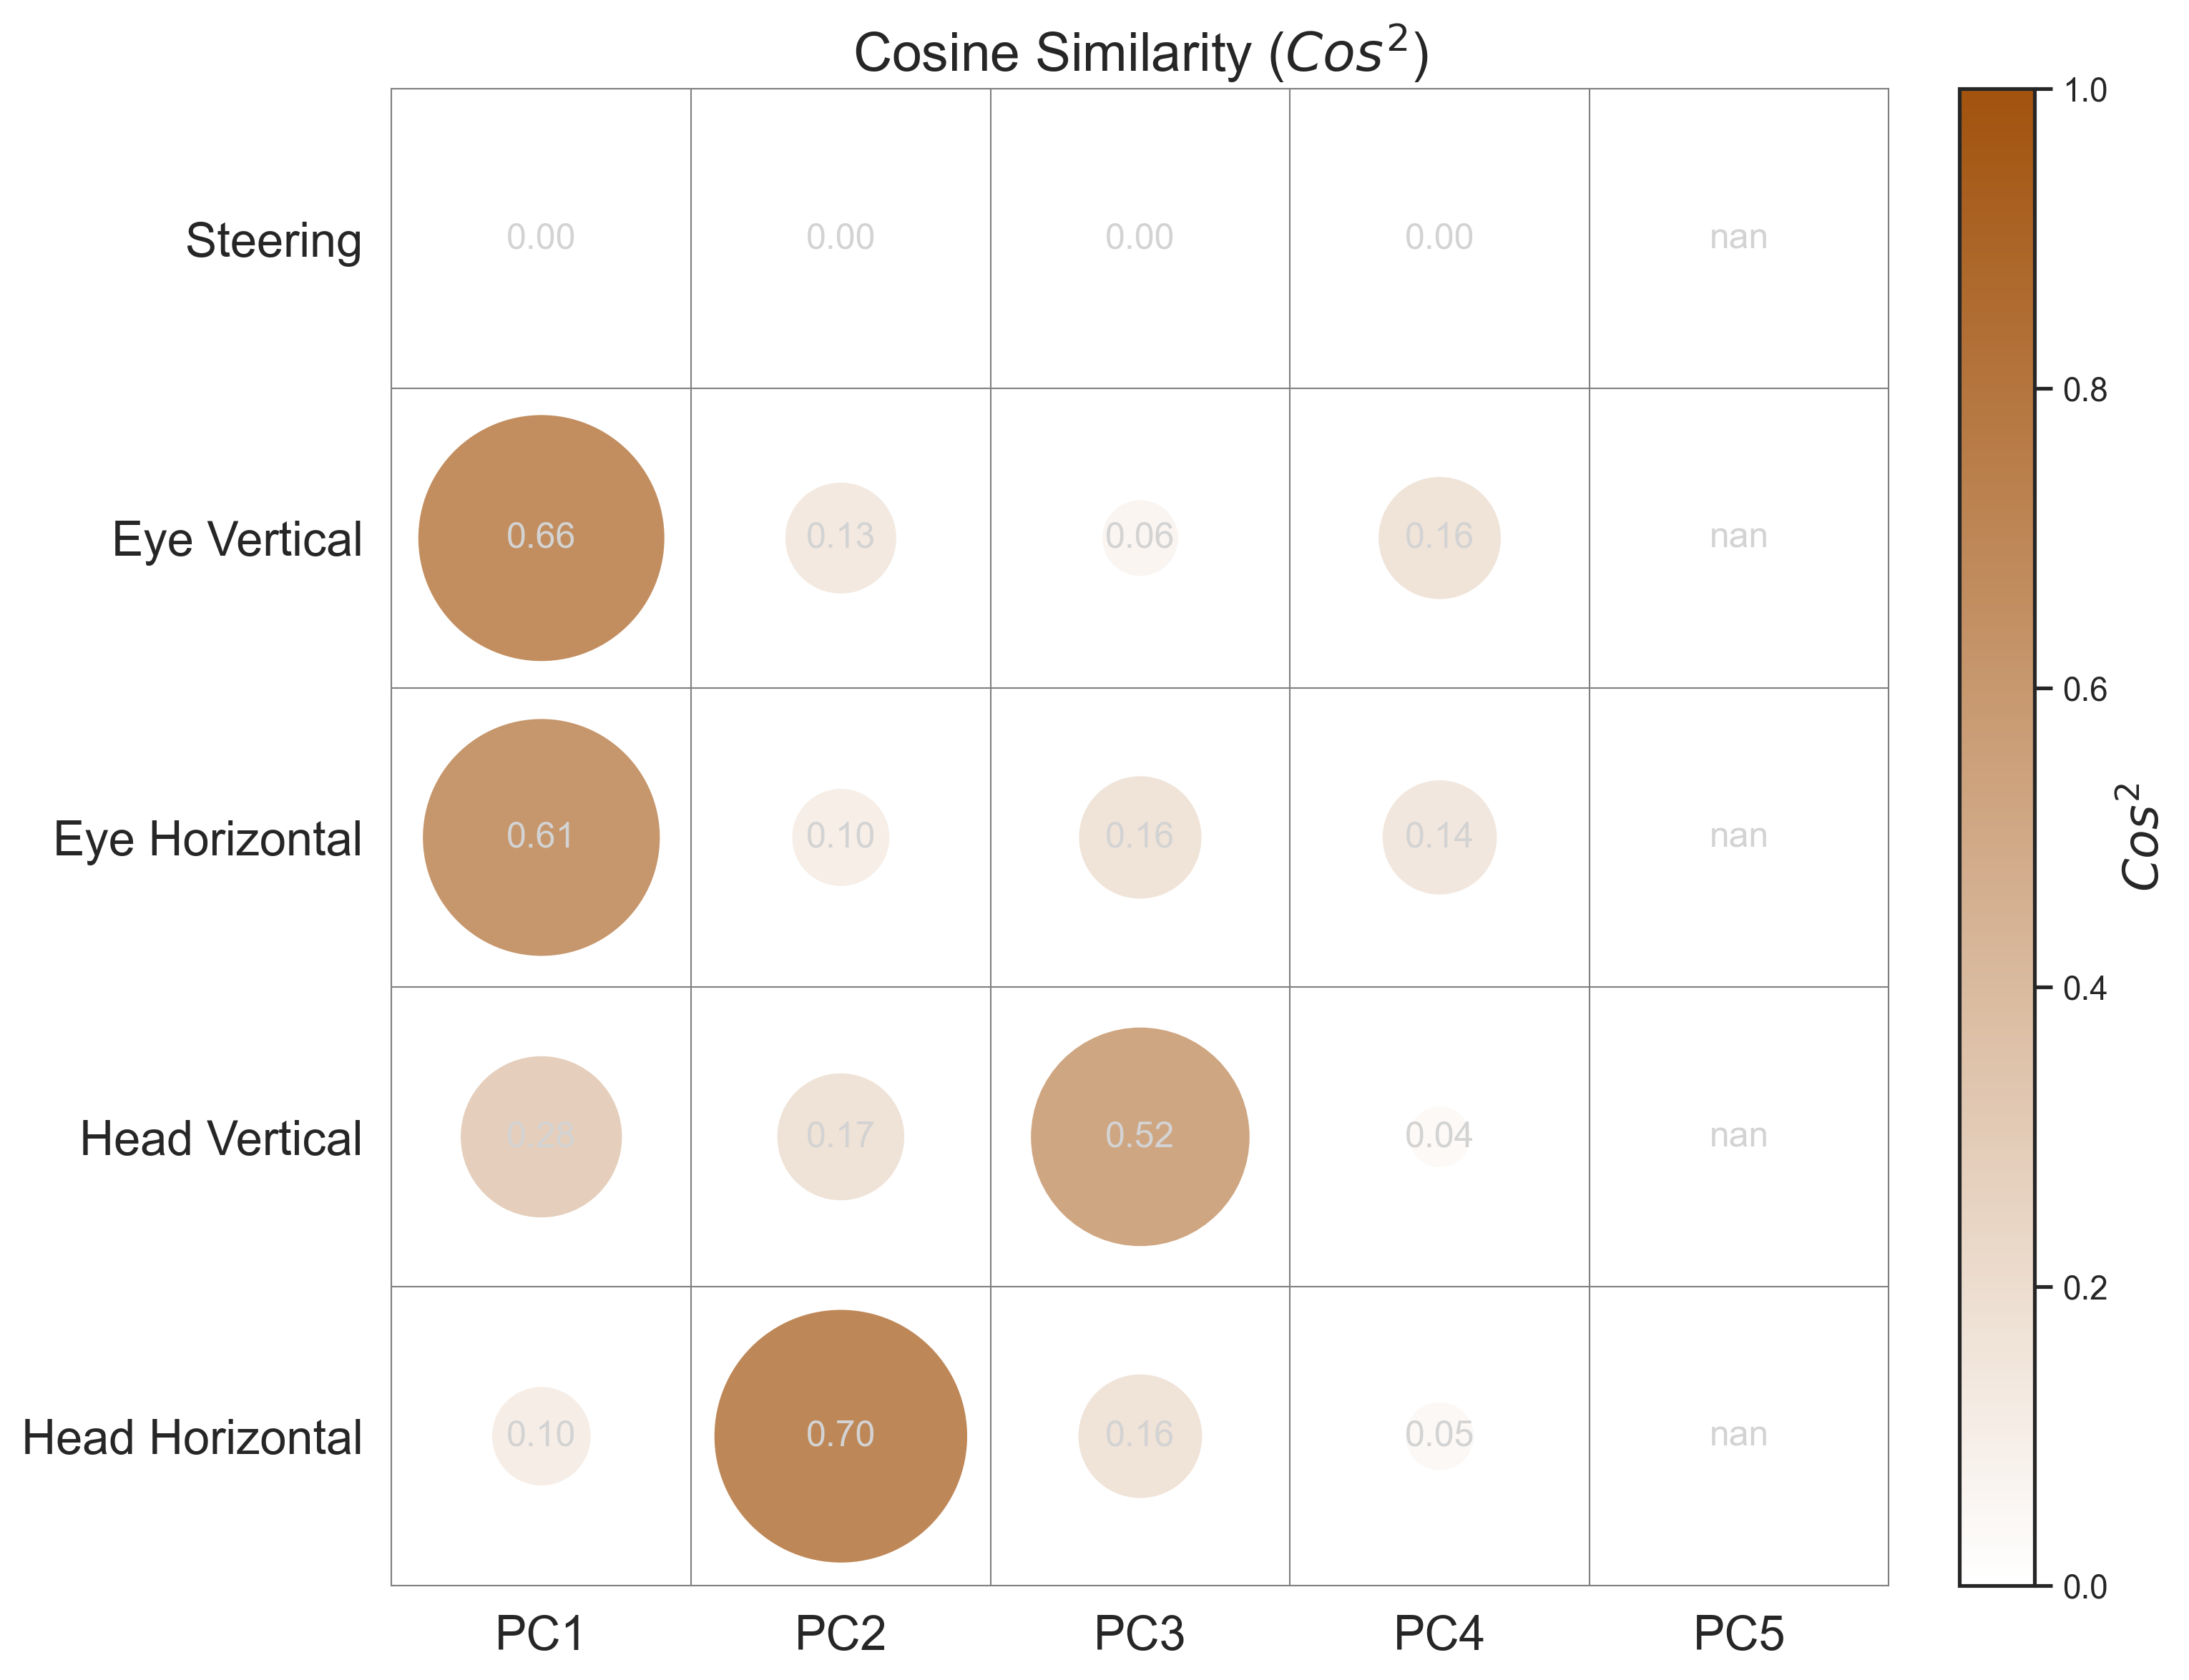 Cosine Similarity (Cos²)
Steering 0.00 0.00 0.00 0.00 nan
Eye Vertical 0.66 0.13 0.06 0.16 nan
Eye Horizontal 0.61 0.10 0.16 0.14 nan
Head Vertical 0.28 0.17 0.52 0.04 nan
Head Horizontal 0.10 0.70 0.16 0.05 nan
PC1 PC2 PC3 PC4 PC5
1.0
0.8
0.6
0.4
0.2
0.0
Cos²